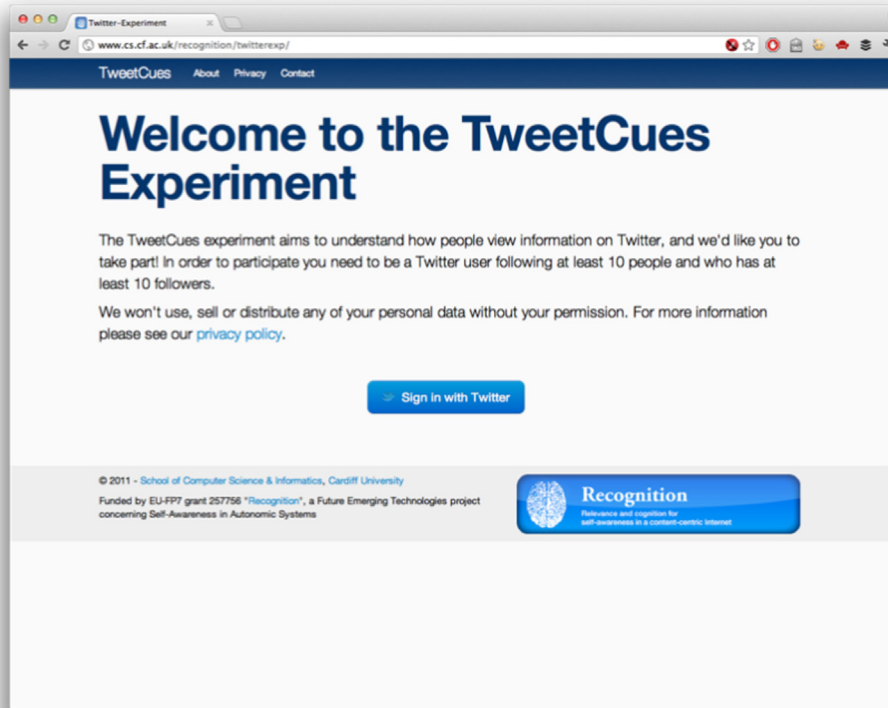 Twitter-Experiment
www.cs.cf.ac.uk/recognition/twitterexp/
TweetCues About Privacy Contact
Welcome to the TweetCues
Experiment
The TweetCues experiment aims to understand how people view information on Twitter, and we'd like you to
take part! In order to participate you need to be a Twitter user following at least 10 people and who has at
least 10 followers.
We won't use, sell or distribute any of your personal data without your permission. For more information
please see our privacy policy.
Sign in with Twitter
© 2011 - School of Computer Science & Informatics, Cardiff University
Funded by EU-FP7 grant 257756 "Recognition", a Future Emerging Technologies project
concerning Self-Awareness in Autonomic Systems
Recognition
Relevance and cognition for
self-awareness in a content-centric Internet